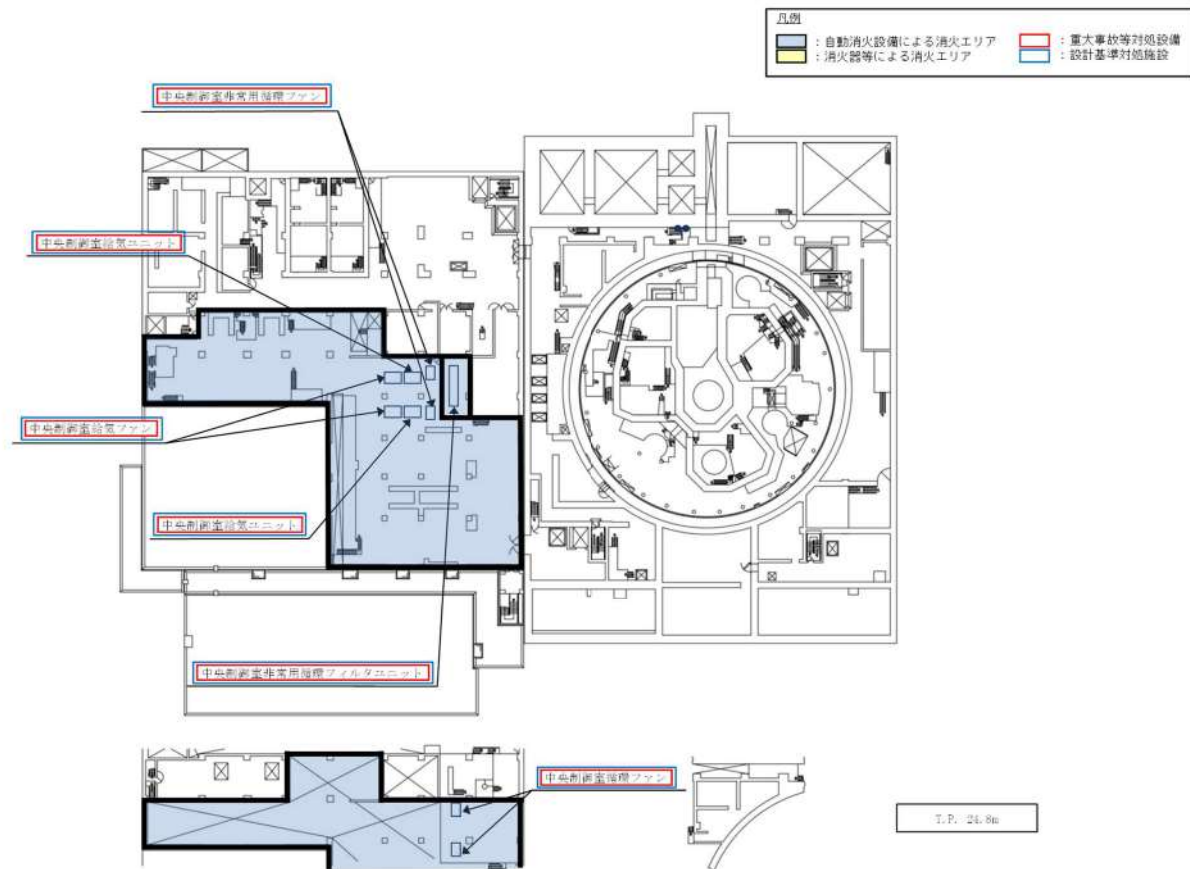 凡例
：自動消火設備による消火エリア
：重大事故等対処設備
：消火器等による消火エリア
：設計基準対処施設
中央制御室非常用循環ファン
中央制御室給気ユニット
中央制御室給気ファン
中央制御室給気ユニット
中央制御室非常用循環フィルタユニット
中央制御室循環ファン
T.P. 24.8m